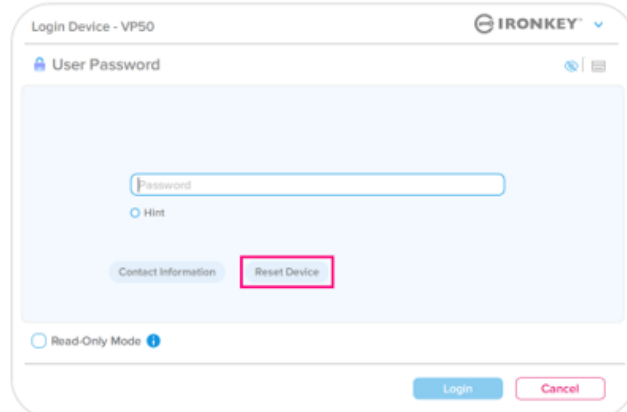 Login Device - VP50
IRONKEY
User Password
Password
Hint
Contact Information
Reset Device
Read-Only Mode
Login
Cancel